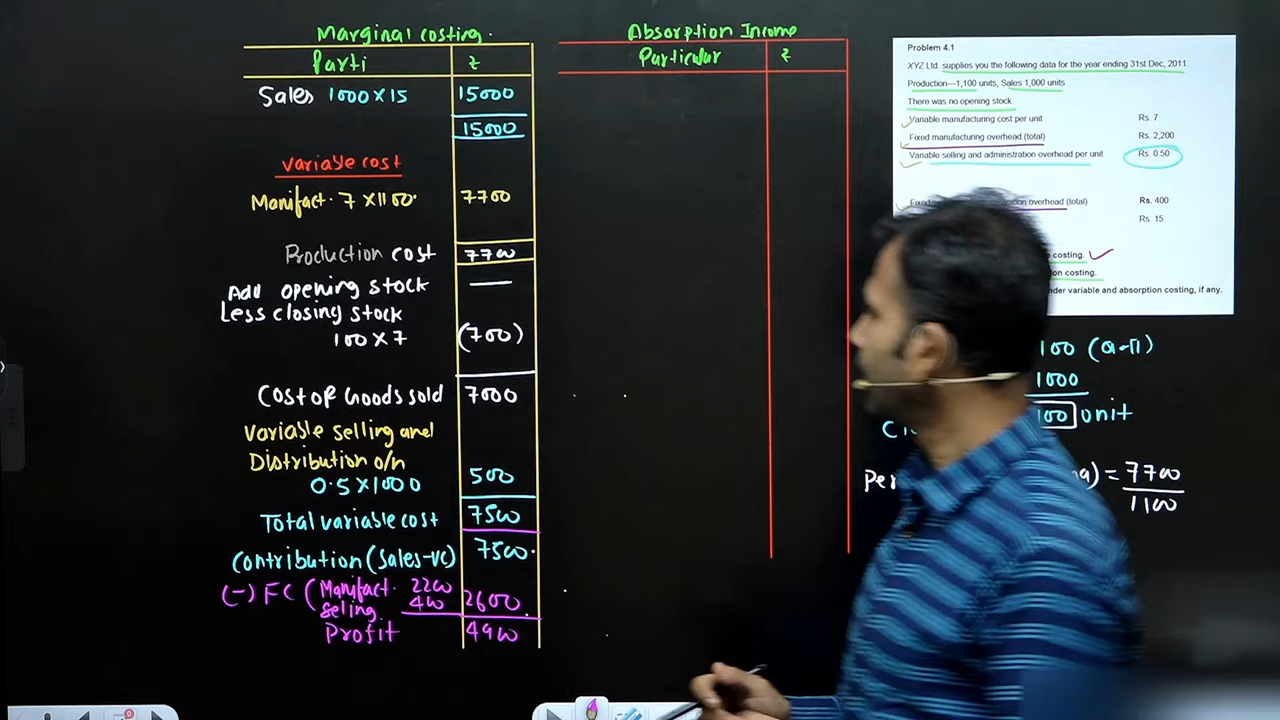 Marginal costing.
Parti ₹
Sales 1000 X 15 15000
15000
variable cost
Manifact. 7 X 1100. 7700
Production cost 7700
Add opening stock —
Less closing stock
100 X 7 (700)
Cost of Goods sold 7000
Variable selling and
Distribution o/h
0.5 X 1000 500
Total variable cost 7500
Contribution (Sales-VC) 7500.
(-) FC (Manifact. 2200
seling 400 2600.
Profit 4900
Absorption Income
Particular ₹
Problem 4.1
XYZ Ltd. supplies you the following data for the year ending 31st Dec, 2011.
Production—1,100 units, Sales 1,000 units
There was no opening stock.
Variable manufacturing cost per unit Rs. 7
Fixed manufacturing overhead (total) Rs. 2,200
Variable selling and administration overhead per unit Rs. 0.50
overhead (total) Rs. 400
Rs. 15
costing.
costing.
under variable and absorption costing, if any.
100
1000
100 unit
= 7700
1100